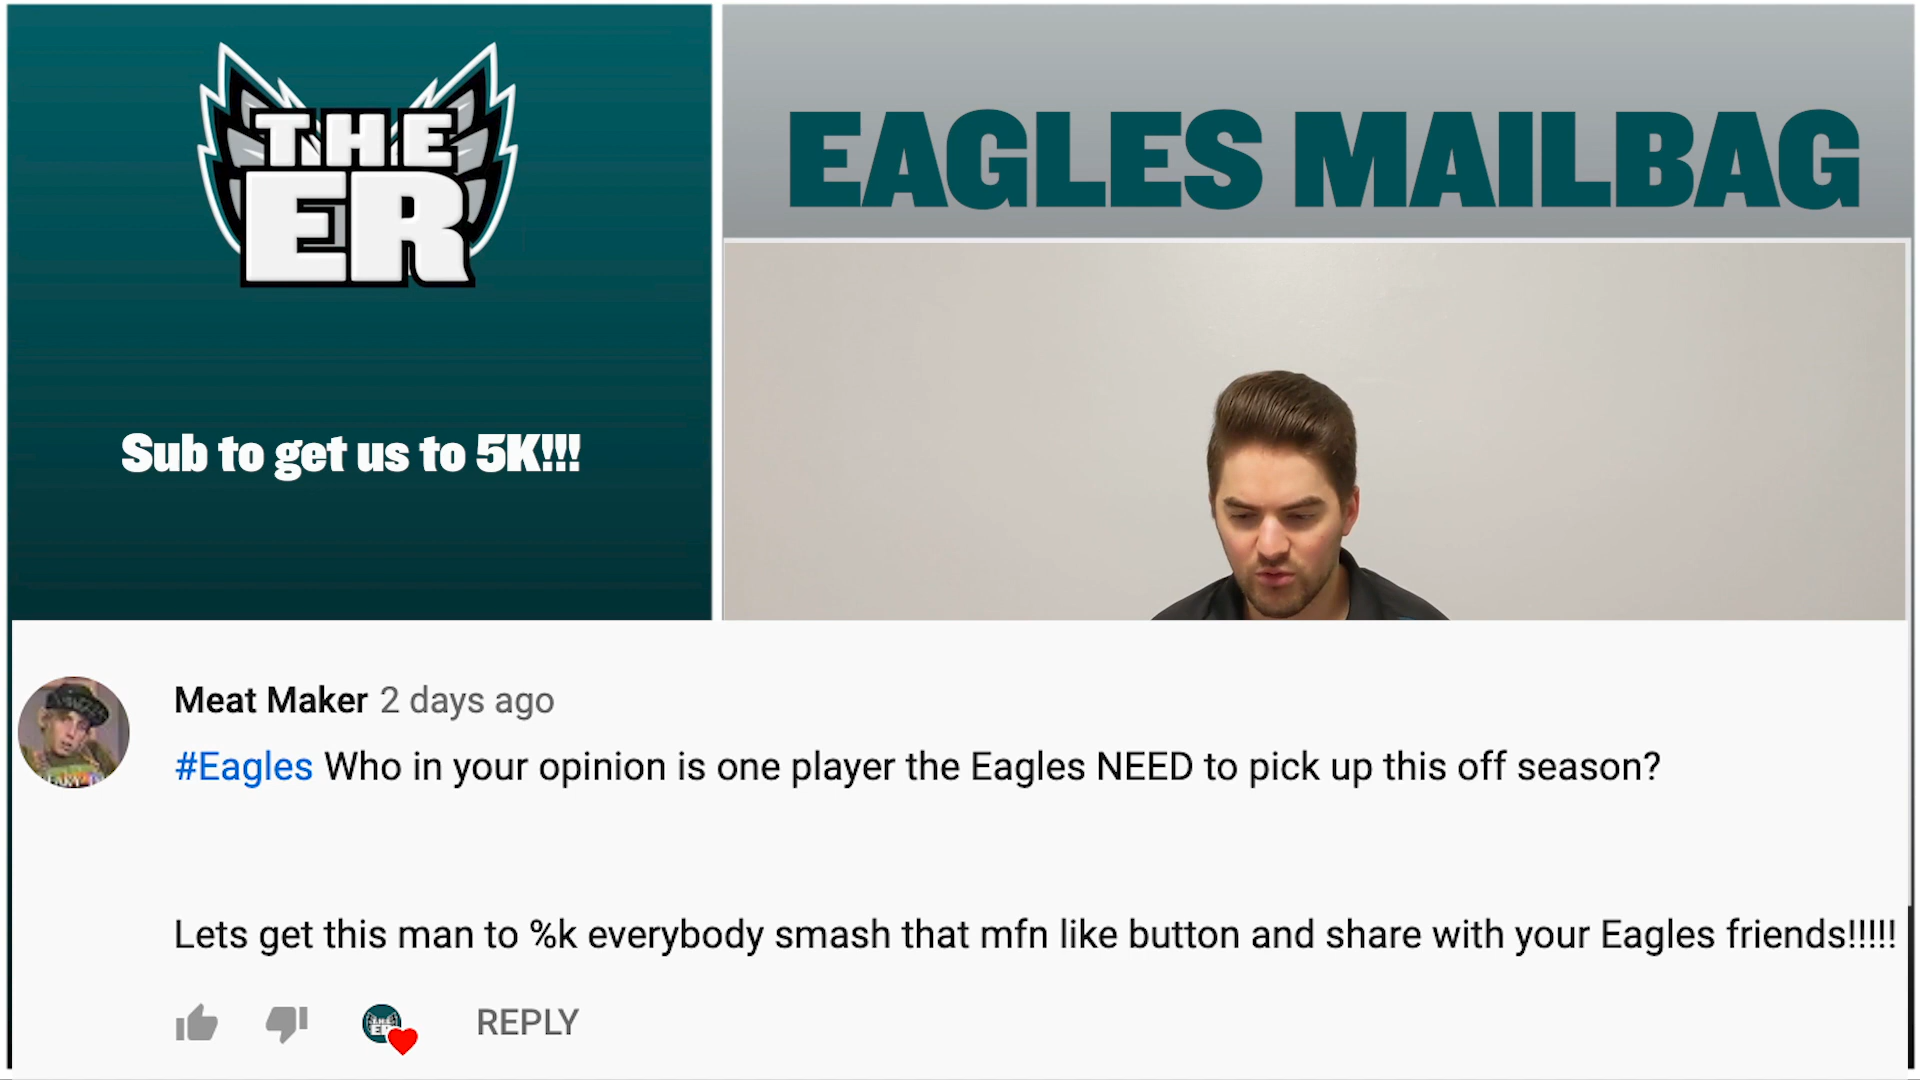 THE
ER
EAGLES MAILBAG
Sub to get us to 5K!!!
Meat Maker 2 days ago
#Eagles Who in your opinion is one player the Eagles NEED to pick up this off season?
Lets get this man to %k everybody smash that mfn like button and share with your Eagles friends!!!!!
THE
ER
REPLY